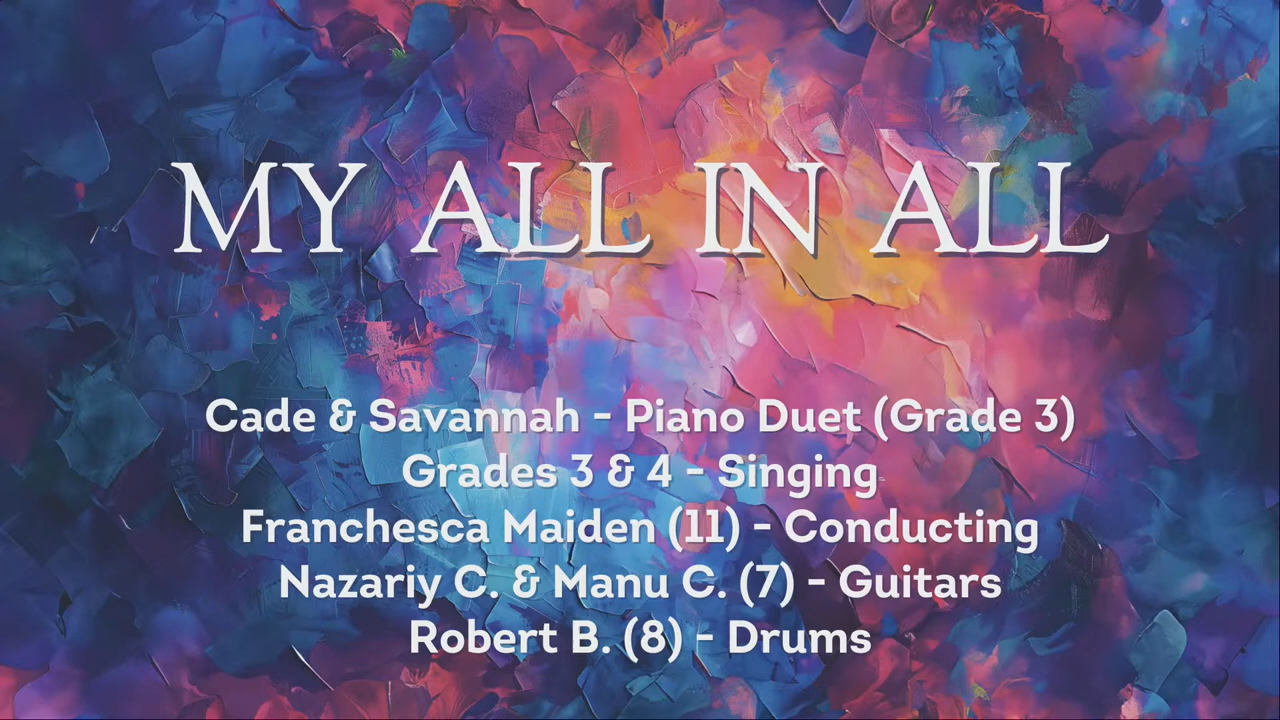 MY ALL IN ALL
Cade & Savannah - Piano Duet (Grade 3)
Grades 3 & 4 - Singing
Franchesca Maiden (11) - Conducting
Nazariy C. & Manu C. (7) - Guitars
Robert B. (8) - Drums